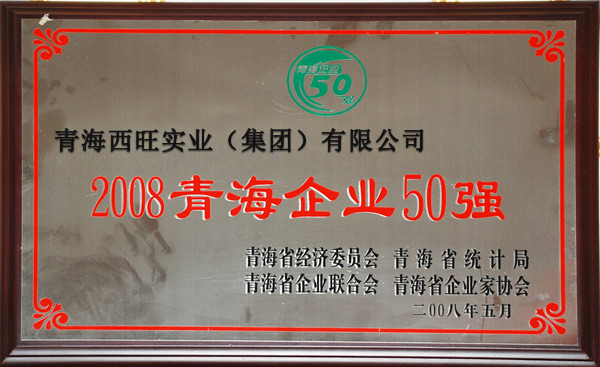 青海企业
50
强
青海西旺实业（集团）有限公司
2008青海企业50强
青海省经济委员会 青海省统计局
青海省企业联合会 青海省企业家协会
二00八年五月